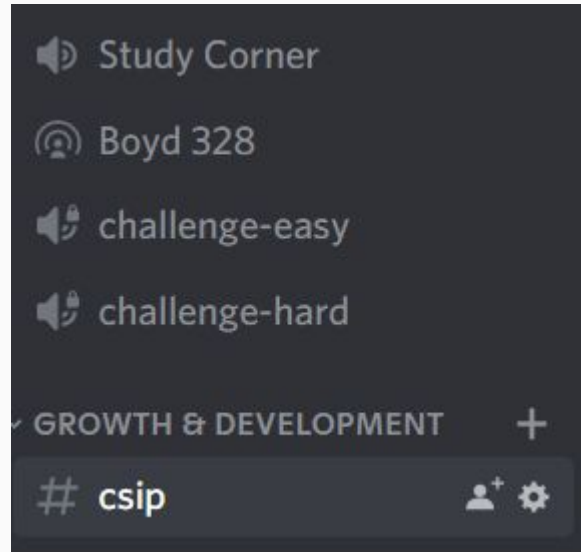 Study Corner
Boyd 328
challenge-easy
challenge-hard
GROWTH & DEVELOPMENT
# csip